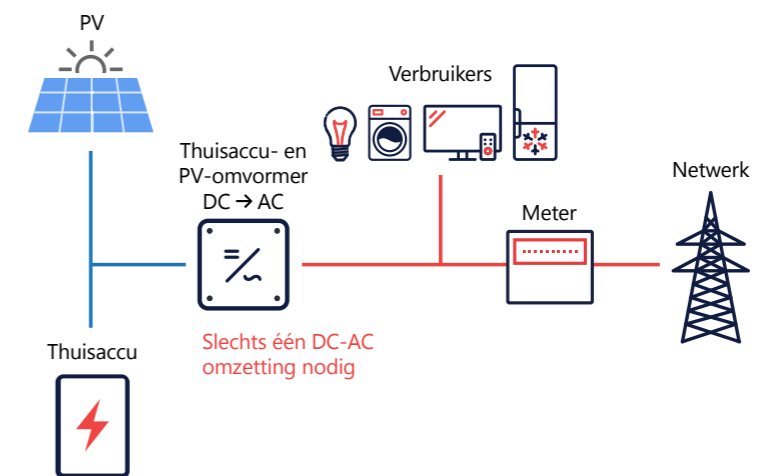 PV
Verbruikers
Thuisaccu- en
PV-omvormer
DC → AC
Netwerk
Meter
Thuisaccu
Slechts één DC-AC
omzetting nodig